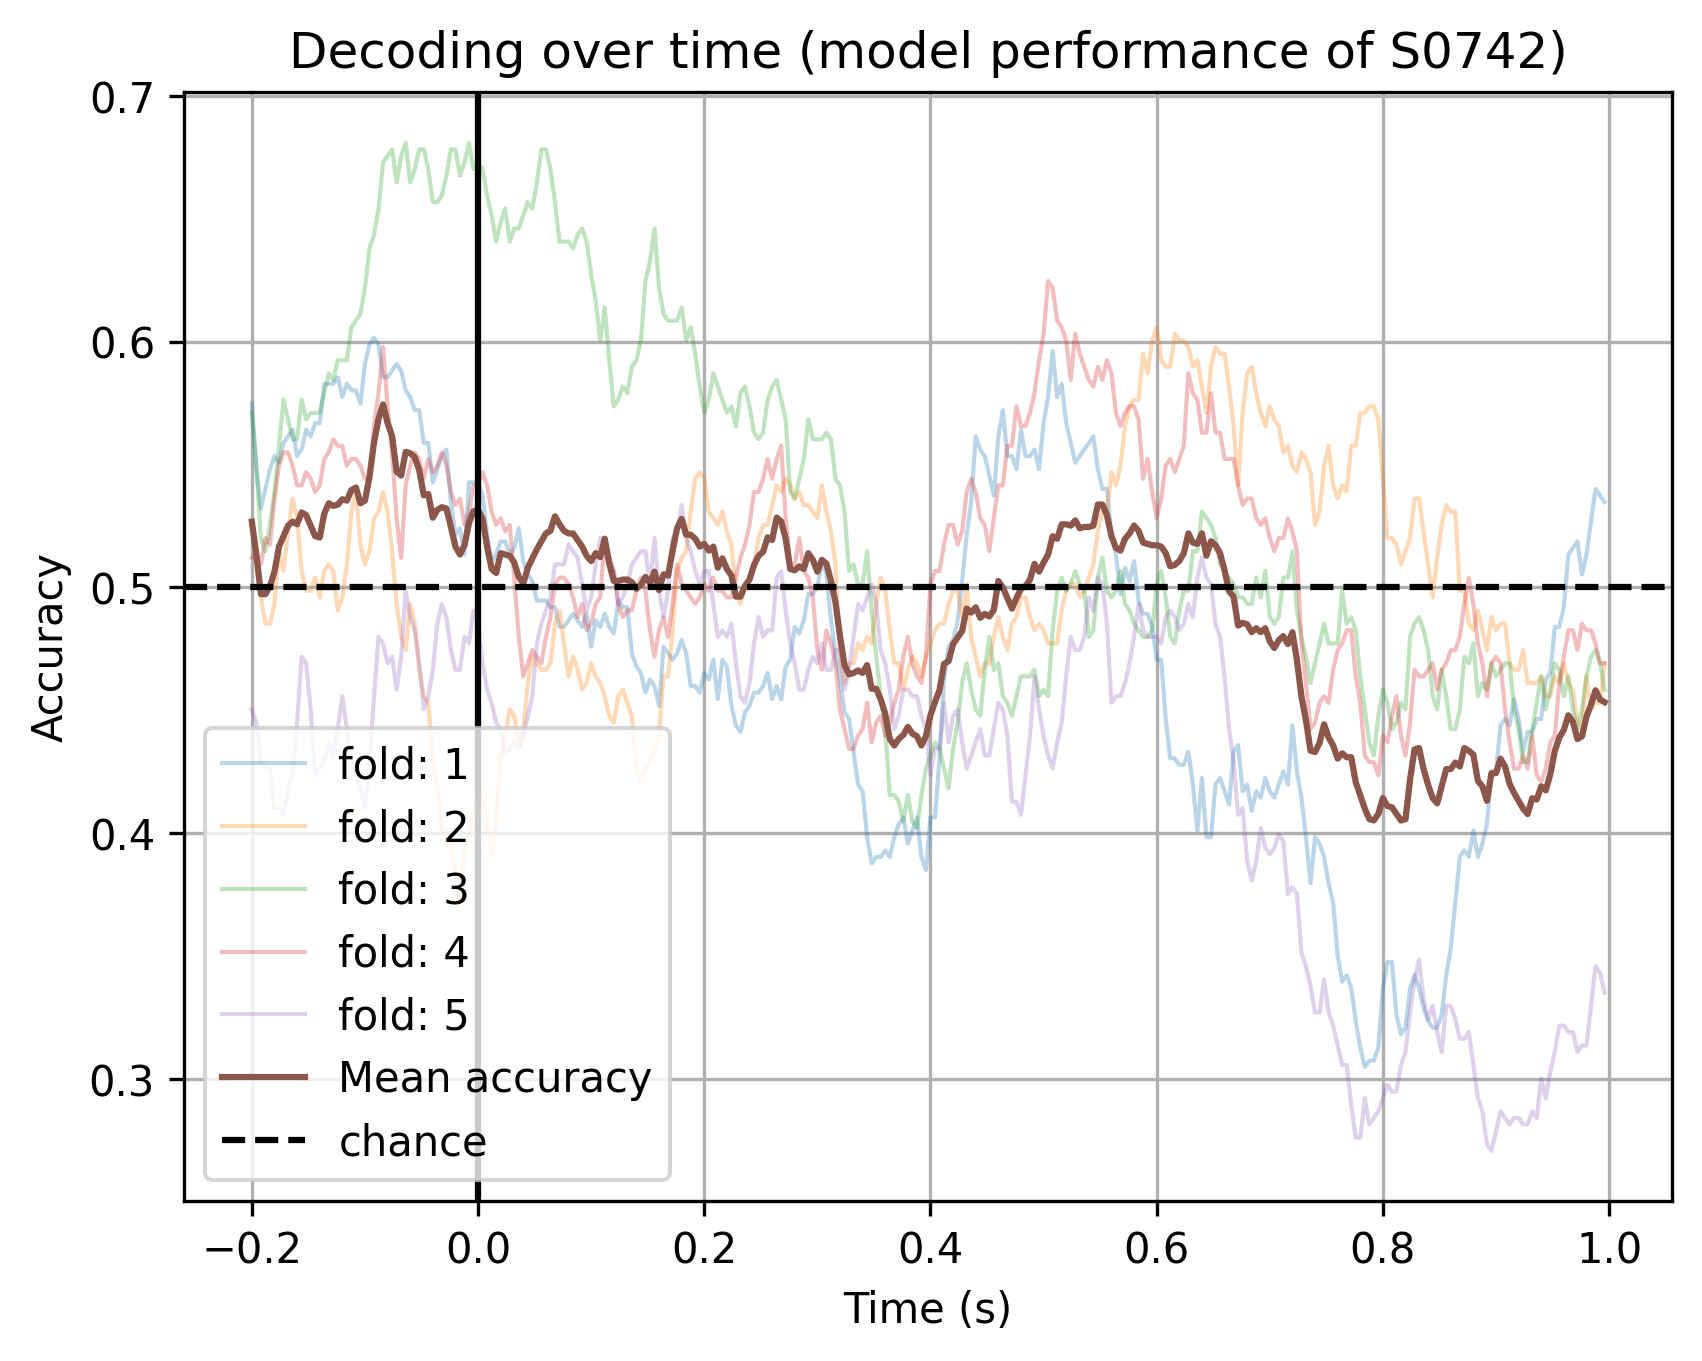 Decoding over time (model performance of S0742)
Accuracy
0.7
0.6
0.5
0.4
0.3
fold: 1
fold: 2
fold: 3
fold: 4
fold: 5
Mean accuracy
chance
−0.2 0.0 0.2 0.4 0.6 0.8 1.0
Time (s)